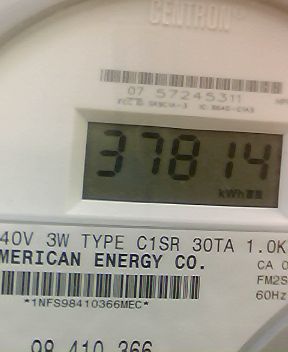 CENTRON®
07 57245311
37814
kWh
40V 3W TYPE C1SR 30TA 1.0K
MERICAN ENERGY CO.
CA 0
*1NFS98410366MEC*
FM2S
60Hz
98 410 366